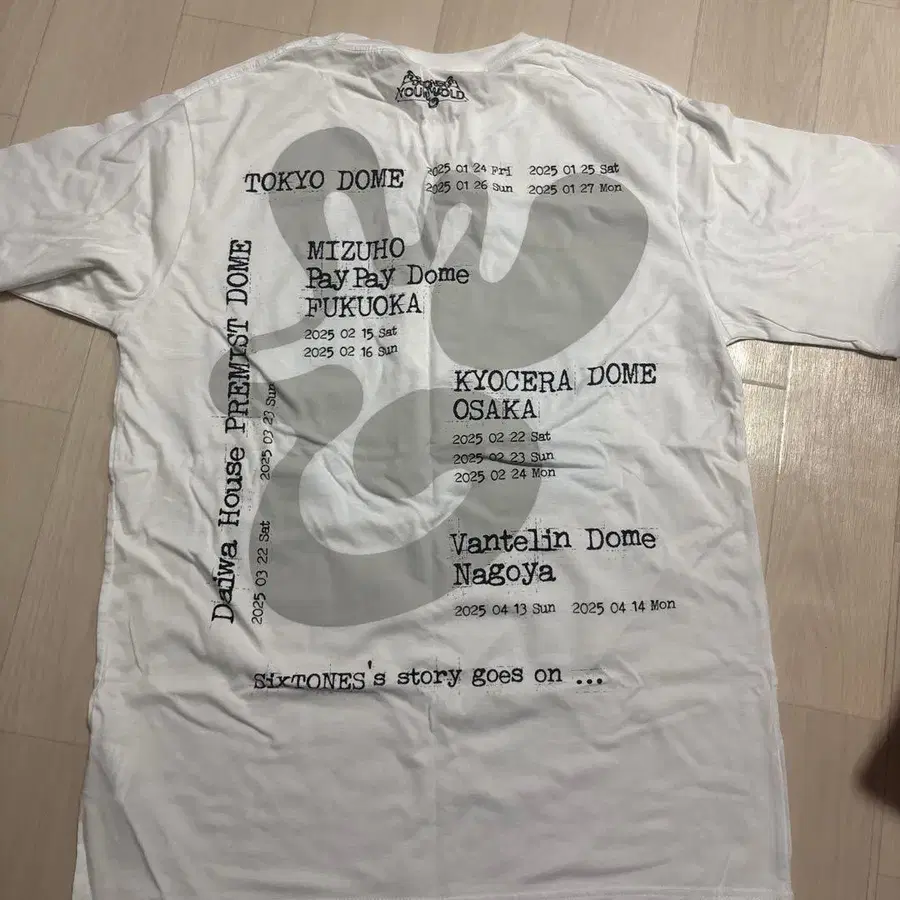 YOUNG OLD
TOKYO DOME
2025 01 24 Fri 2025 01 25 Sat
2025 01 26 Sun 2025 01 27 Mon
MIZUHO
PayPay Dome
FUKUOKA
2025 02 15 Sat
2025 02 16 Sun
Daiwa House PREMIST DOME
2025 03 22 Sat 2025 03 23 Sun
KYOCERA DOME
OSAKA
2025 02 22 Sat
2025 02 23 Sun
2025 02 24 Mon
Vantelin Dome
Nagoya
2025 04 13 Sun 2025 04 14 Mon
SixTONES's story goes on ...